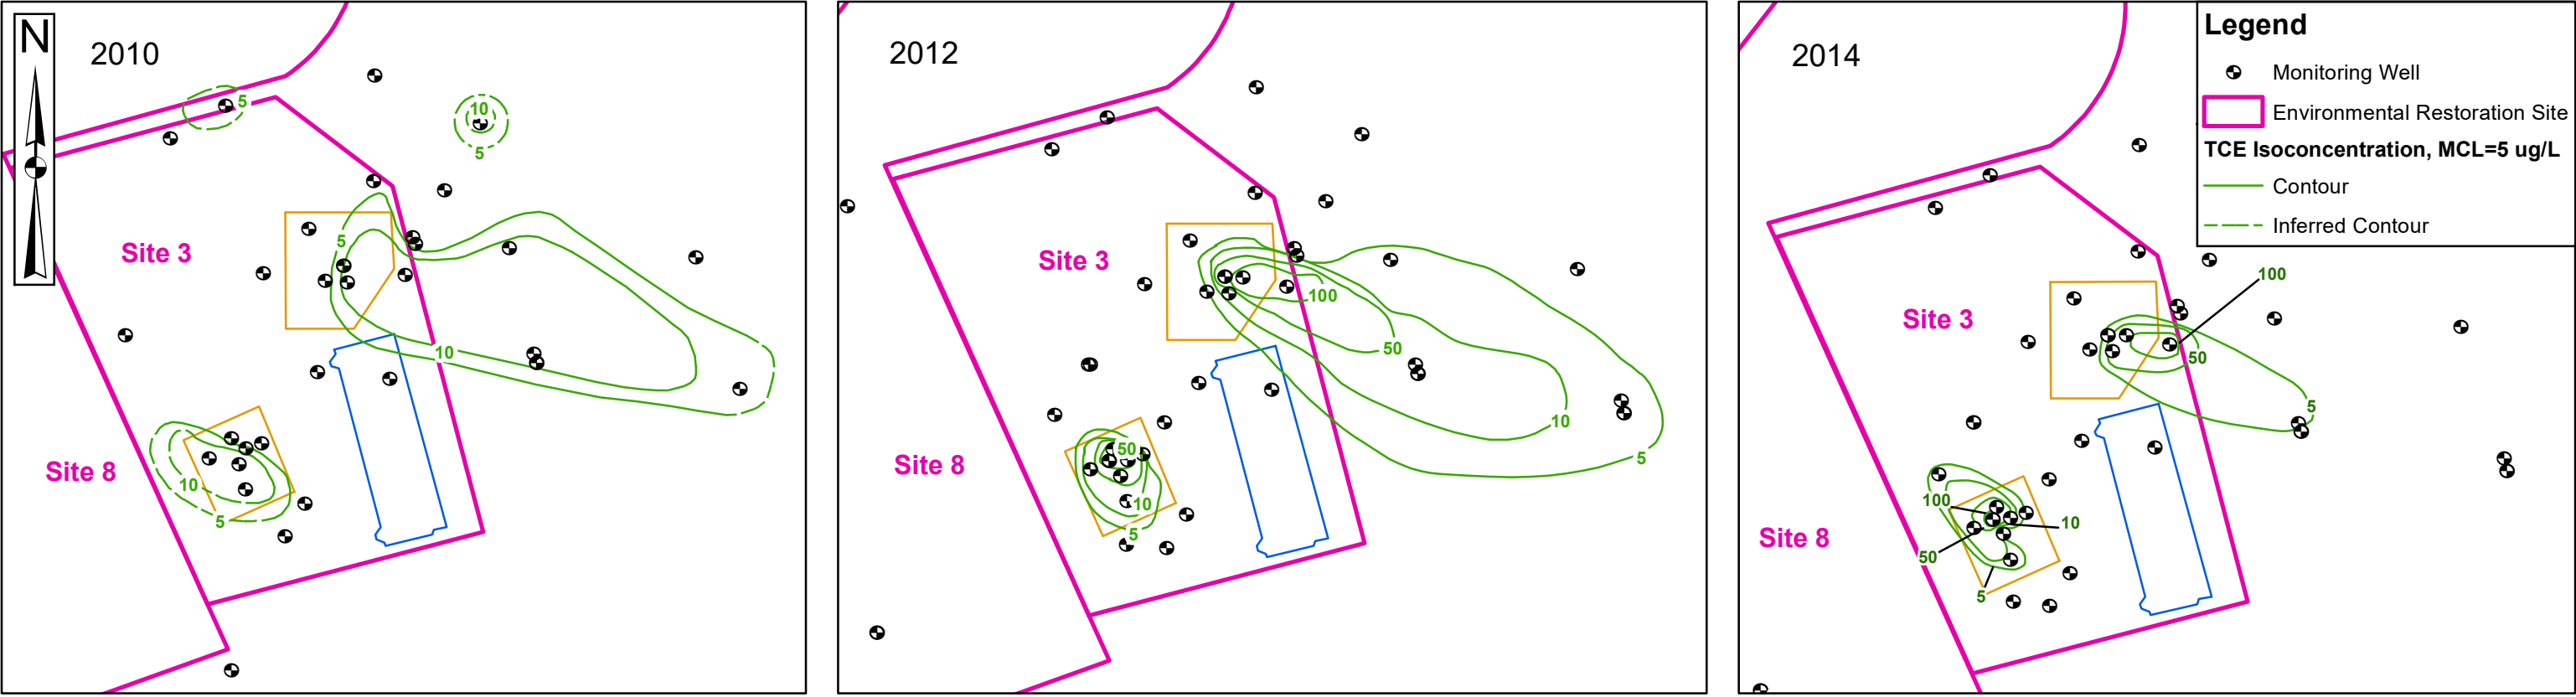 N
2010
5
10
5
5
Site 3
10
Site 8
10
5
2012
Site 3
100
50
10
5
Site 8
50
10
5
2014
Legend
Monitoring Well
Environmental Restoration Site
TCE Isoconcentration, MCL=5 ug/L
Contour
Inferred Contour
100
Site 3
50
5
100
10
Site 8
50
5